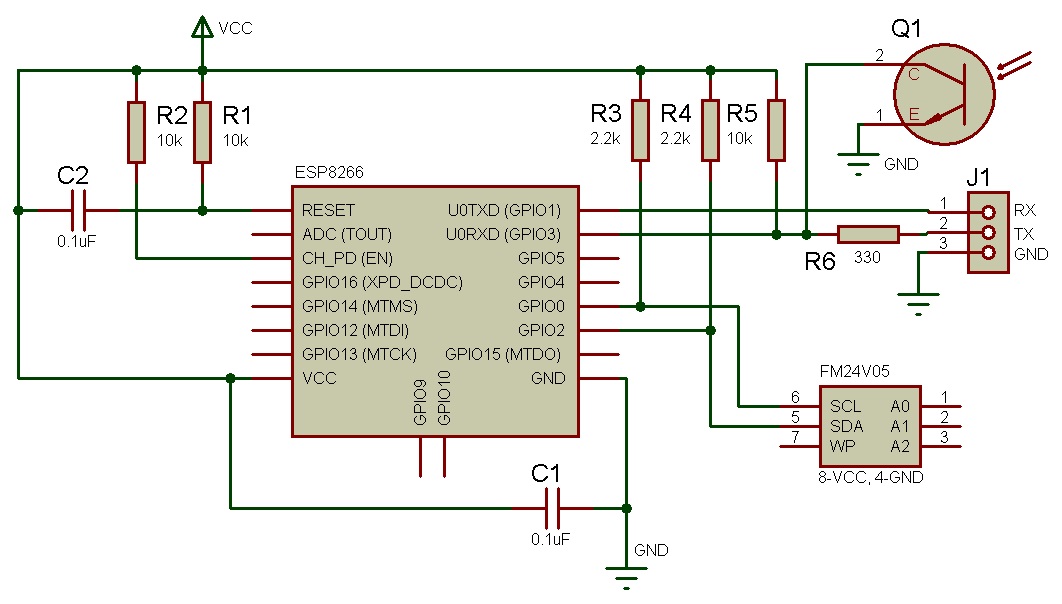 VCC
Q1
2
C
1
E
GND
R2
10k
R1
10k
R3
2.2k
R4
2.2k
R5
10k
C2
0.1uF
ESP8266
RESET
ADC (TOUT)
CH_PD (EN)
GPIO16 (XPD_DCDC)
GPIO14 (MTMS)
GPIO12 (MTDI)
GPIO13 (MTCK)
VCC
U0TXD (GPIO1)
U0RXD (GPIO3)
GPIO5
GPIO4
GPIO0
GPIO2
GPIO15 (MTDO)
GND
GPIO9
GPIO10
J1
1
RX
2
TX
3
GND
R6
330
FM24V05
6
SCL
A0
1
5
SDA
A1
2
7
WP
A2
3
8-VCC, 4-GND
C1
0.1uF
GND